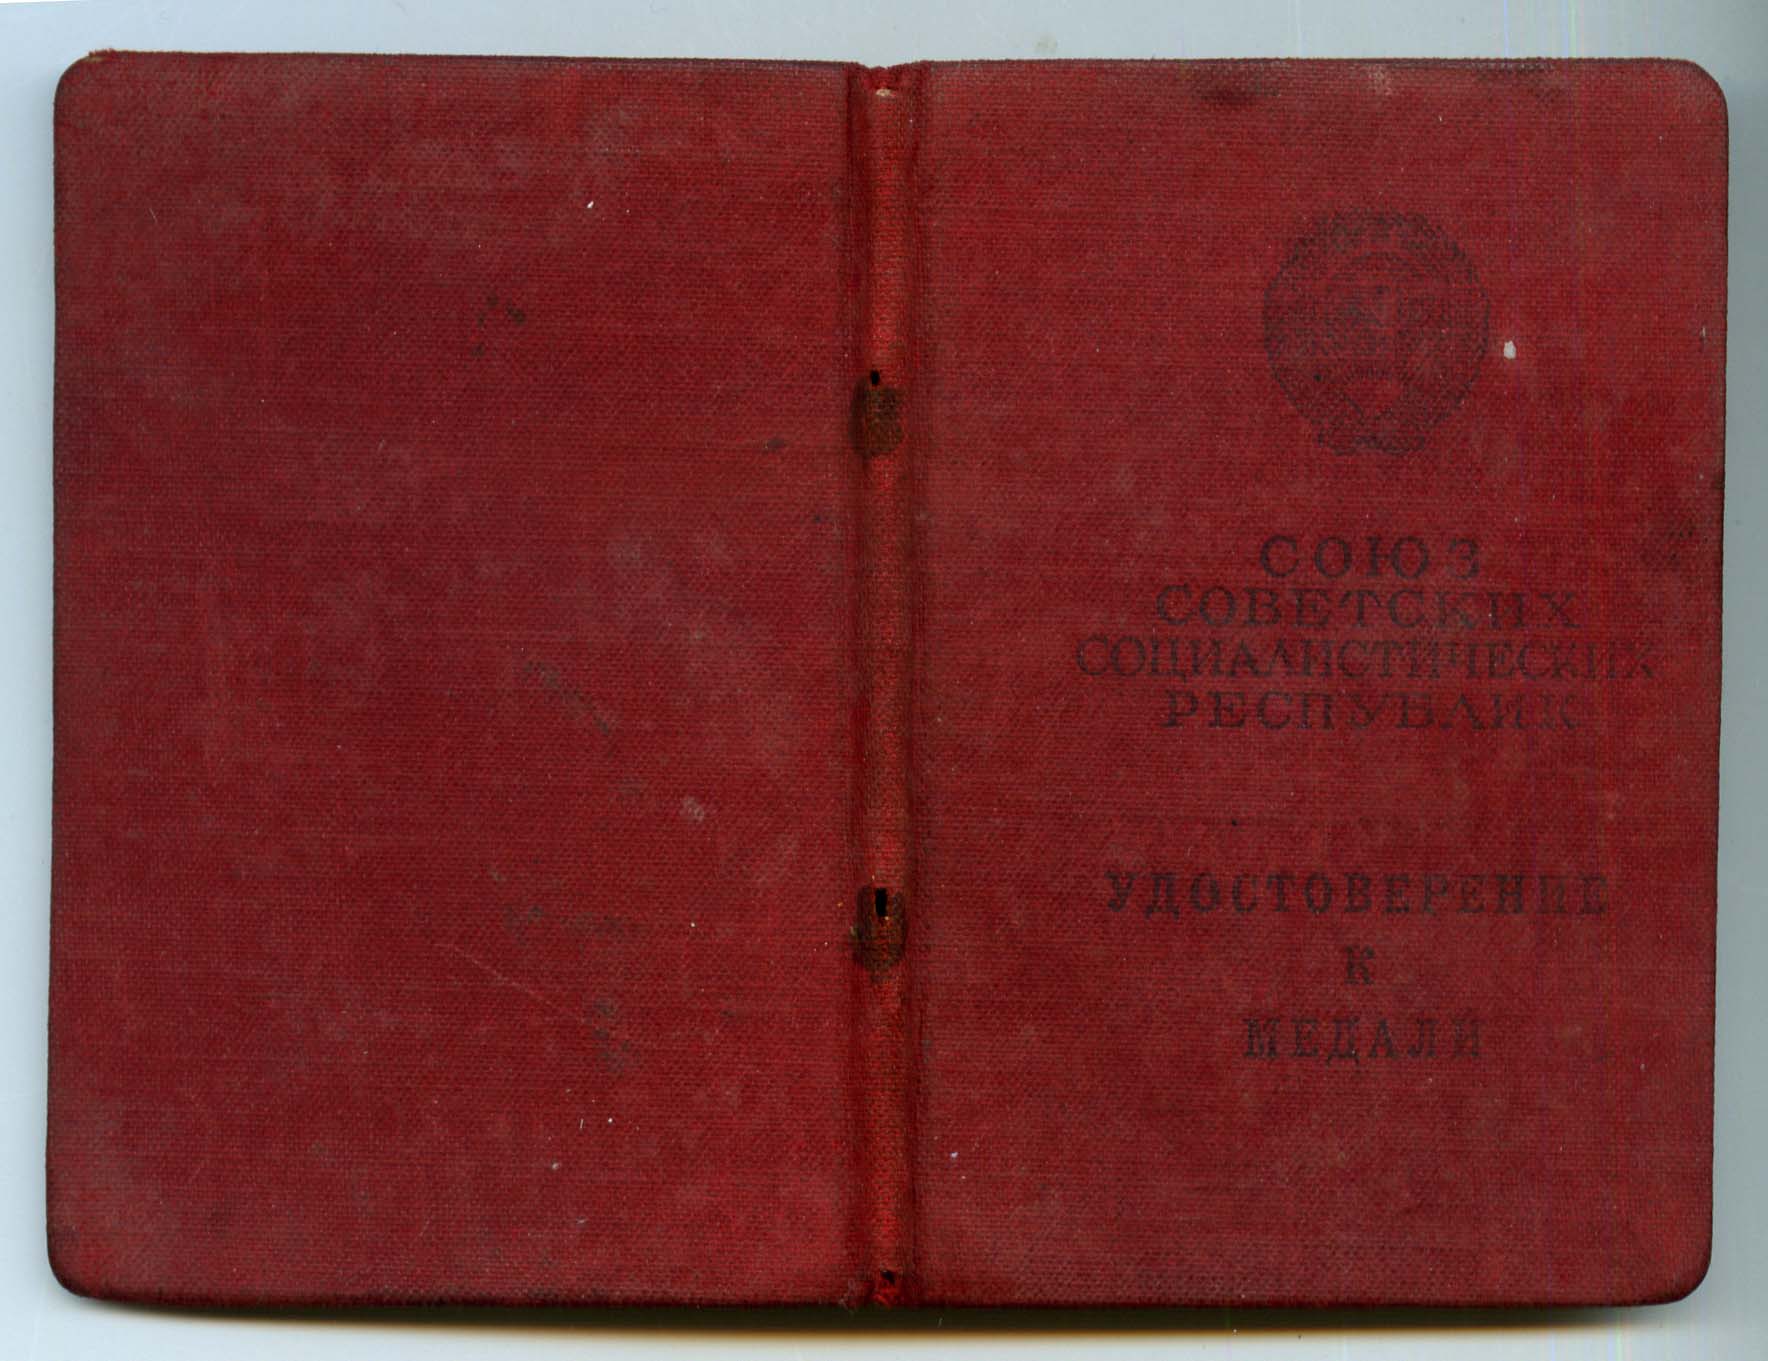 СОЮЗ
СОВЕТСКИХ
СОЦИАЛИСТИЧЕСКИХ
РЕСПУБЛИК
УДОСТОВЕРЕНИЕ
К
МЕДАЛИ